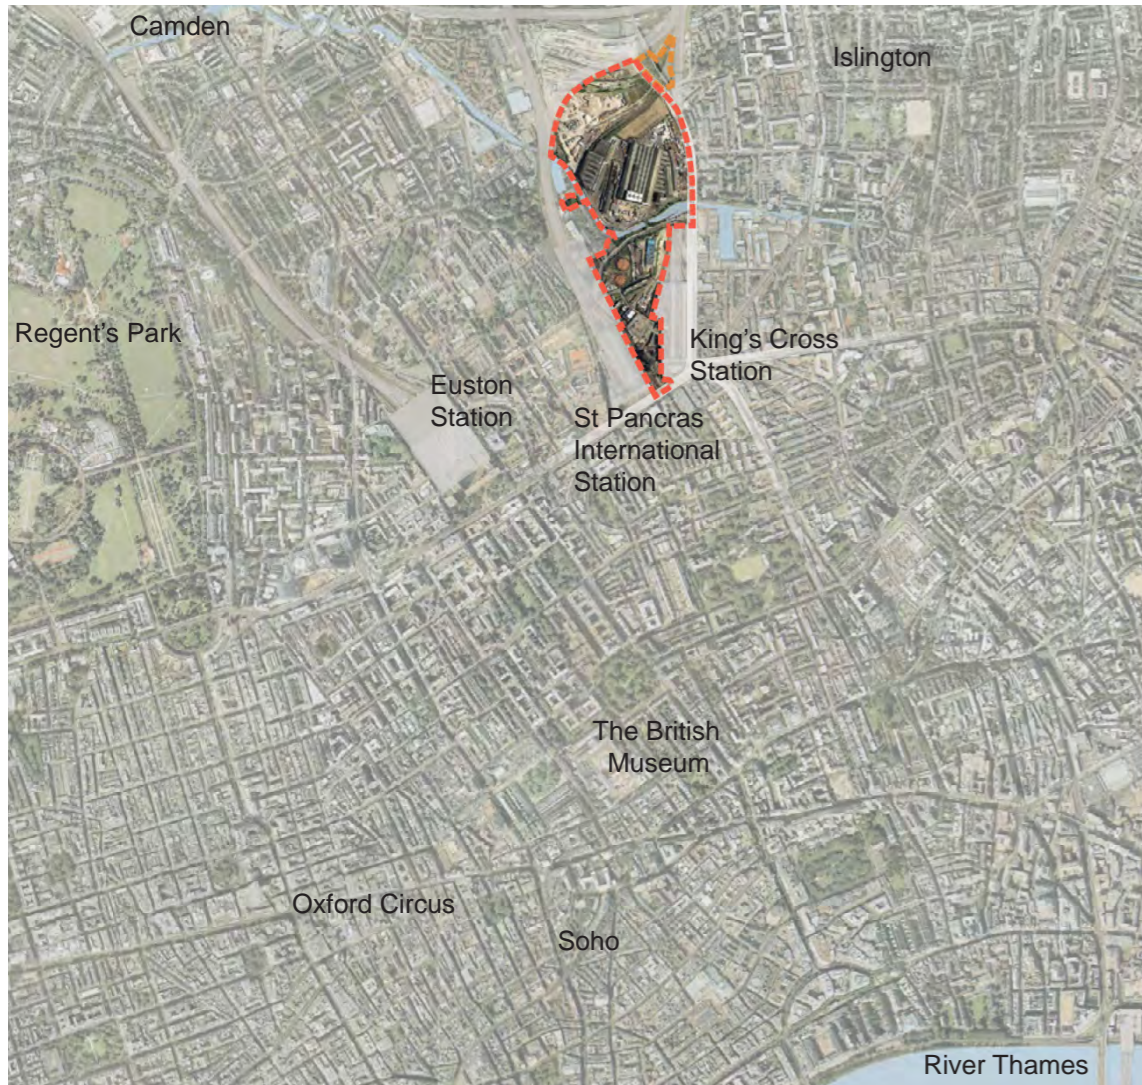 Camden
Islington
Regent's Park
King's Cross
Station
Euston
Station
St Pancras
International
Station
The British
Museum
Oxford Circus
Soho
River Thames